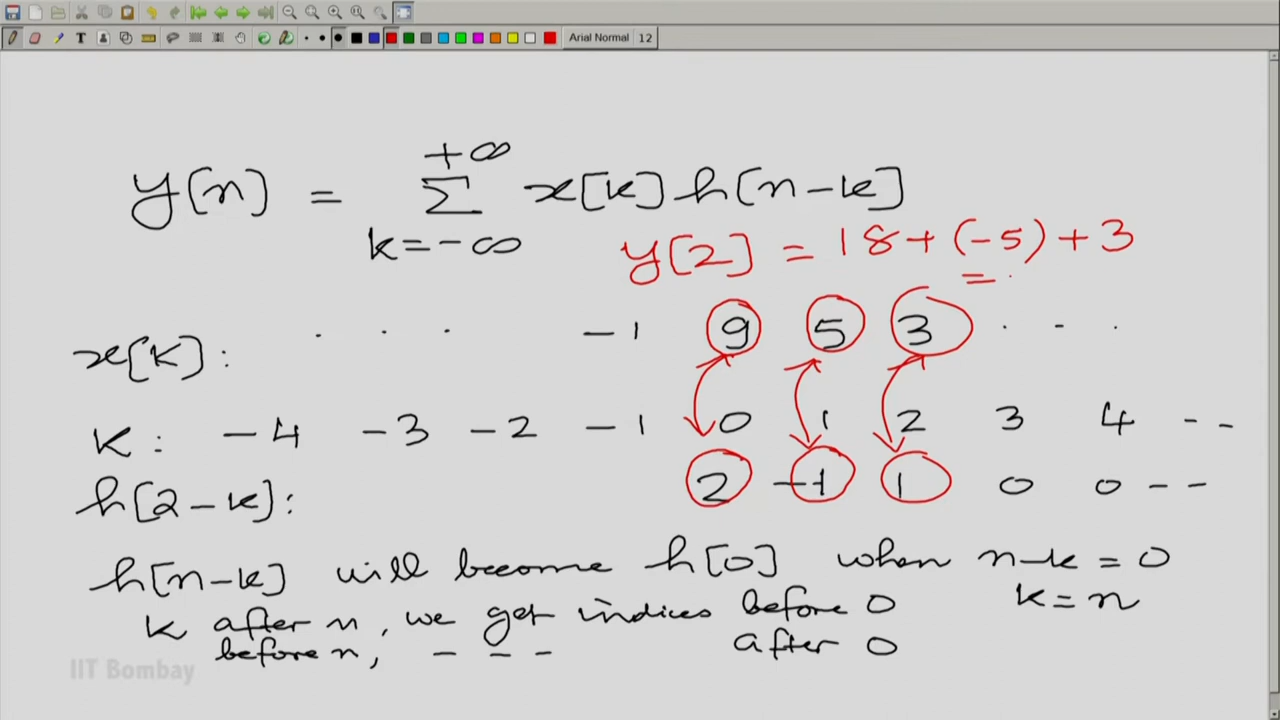 Arial Normal 12
+∞
y[n] = Σ x[k] h[n-k]
k=-∞
y[2] = 18 + (-5) + 3
=
x[k]: . . . -1 9 5 3 . - .
k: -4 -3 -2 -1 0 1 2 3 4 - -
h[2-k]: 2 -1 1 0 0 - -
h[n-k] will become h[0] when n-k = 0
k after n, we get indices before 0 k = n
before n, - - - after 0
IIT Bombay